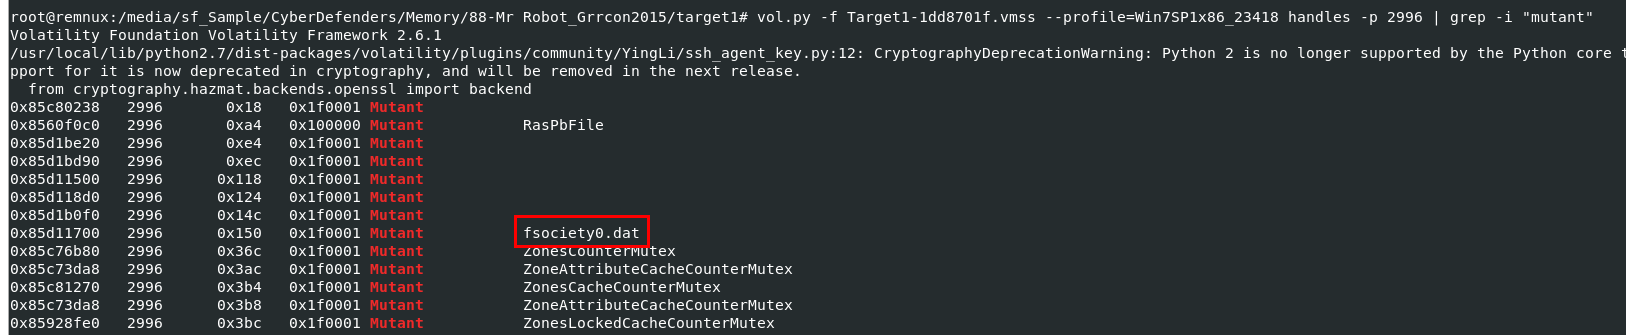 root@remnux:/media/sf_Sample/CyberDefenders/Memory/88-Mr Robot_Grrcon2015/target1# vol.py -f Target1-1dd8701f.vmss --profile=Win7SP1x86_23418 handles -p 2996 | grep -i "mutant"
Volatility Foundation Volatility Framework 2.6.1
/usr/local/lib/python2.7/dist-packages/volatility/plugins/community/YingLi/ssh_agent_key.py:12: CryptographyDeprecationWarning: Python 2 is no longer supported by the Python core t
pport for it is now deprecated in cryptography, and will be removed in the next release.
  from cryptography.hazmat.backends.openssl import backend
0x85c80238   2996       0x18   0x1f0001 Mutant
0x8560f0c0   2996       0xa4   0x100000 Mutant           RasPbFile
0x85d1be20   2996       0xe4   0x1f0001 Mutant
0x85d1bd90   2996       0xec   0x1f0001 Mutant
0x85d11500   2996      0x118   0x1f0001 Mutant
0x85d118d0   2996      0x124   0x1f0001 Mutant
0x85d1b0f0   2996      0x14c   0x1f0001 Mutant
0x85d11700   2996      0x150   0x1f0001 Mutant           fsociety0.dat
0x85c76b80   2996      0x36c   0x1f0001 Mutant           ZonesCounterMutex
0x85c73da8   2996      0x3ac   0x1f0001 Mutant           ZoneAttributeCacheCounterMutex
0x85c81270   2996      0x3b4   0x1f0001 Mutant           ZonesCacheCounterMutex
0x85c73da8   2996      0x3b8   0x1f0001 Mutant           ZoneAttributeCacheCounterMutex
0x85928fe0   2996      0x3bc   0x1f0001 Mutant           ZonesLockedCacheCounterMutex